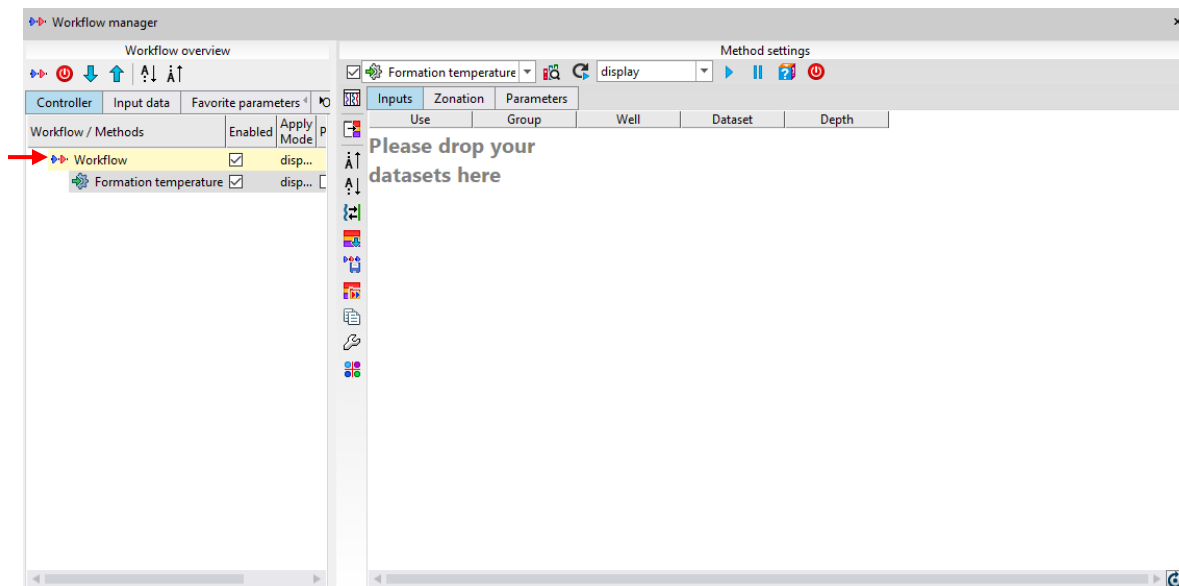 Workflow manager
Workflow overview
Method settings
Formation temperature
display
Controller
Input data
Favorite parameters
Inputs
Zonation
Parameters
Workflow / Methods
Enabled
Apply
Mode
P
Use
Group
Well
Dataset
Depth
Workflow
disp...
Formation temperature
disp...
Please drop your
datasets here